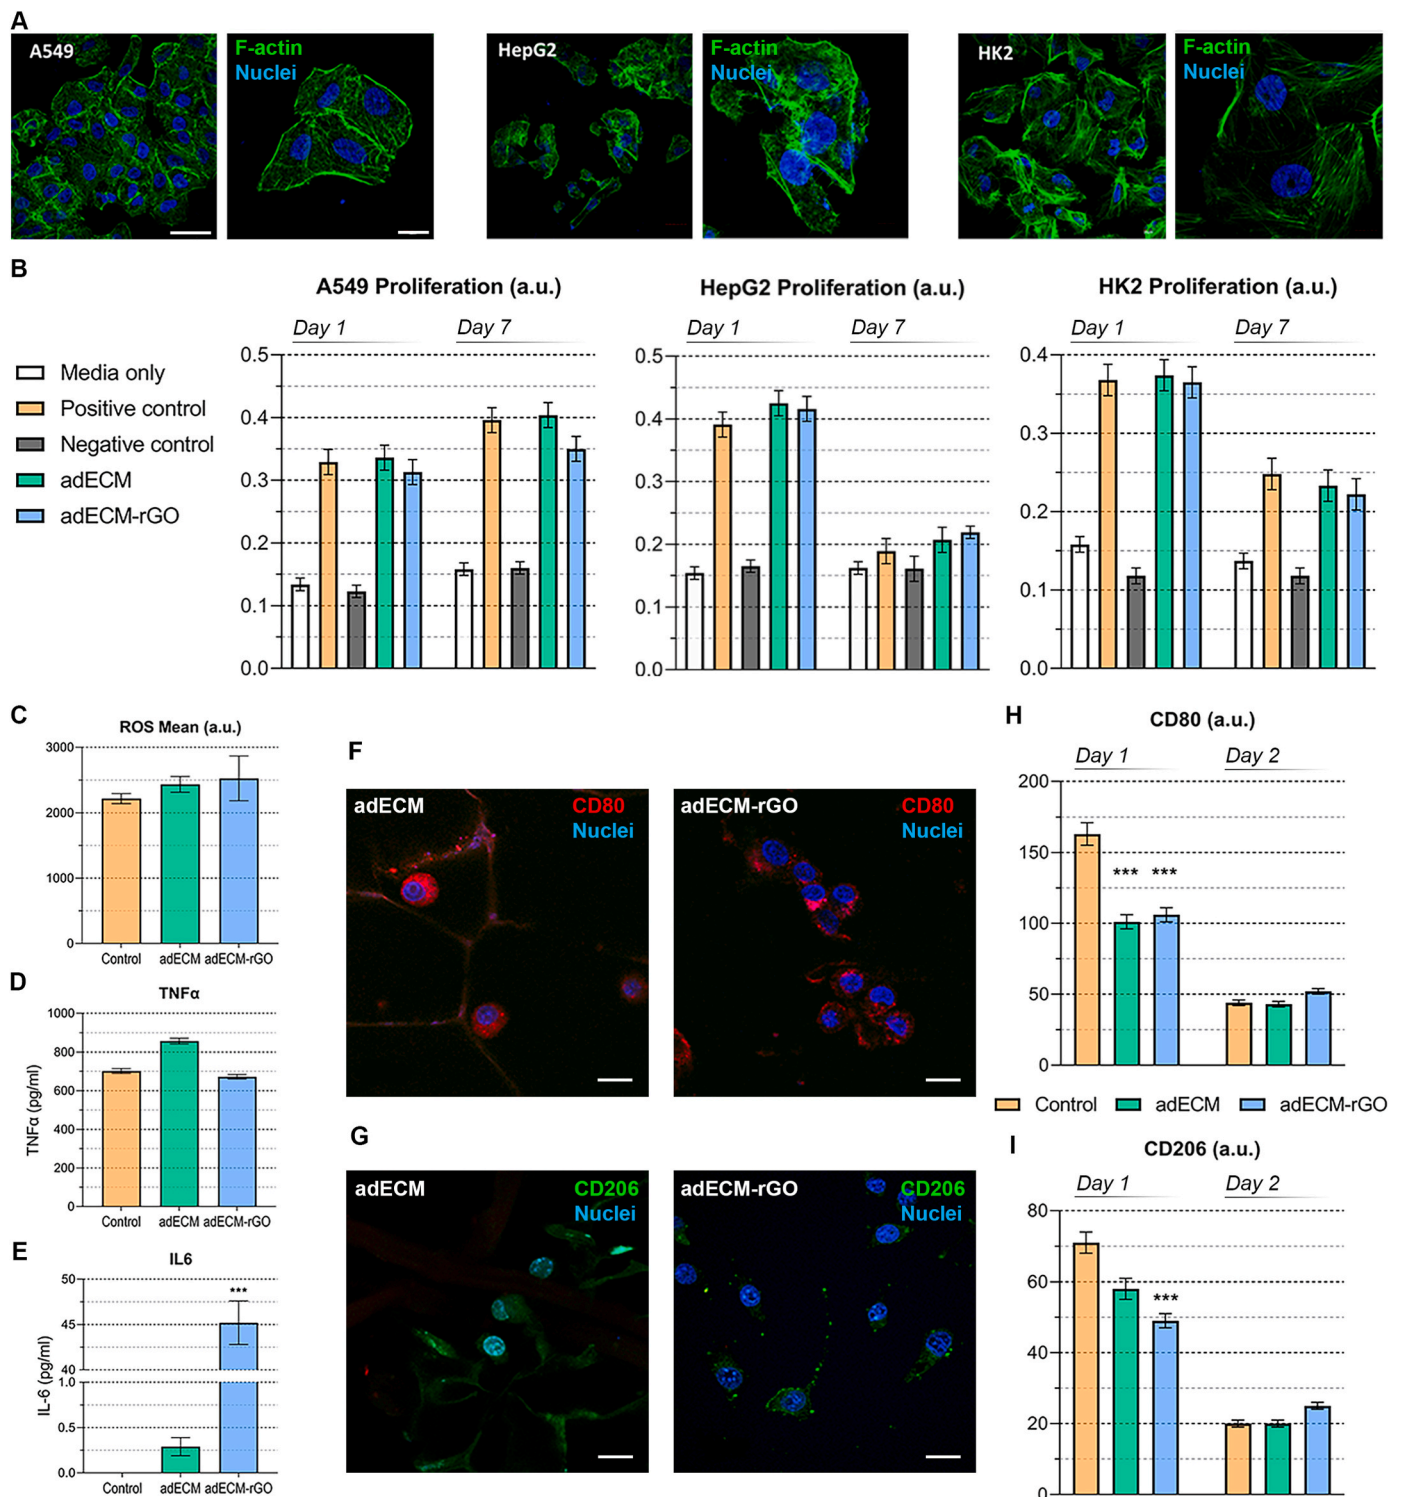 A
A549
F-actin
Nuclei
HepG2
F-actin
Nuclei
HK2
F-actin
Nuclei
B
Media only
Positive control
Negative control
adECM
adECM-rGO
A549 Proliferation (a.u.)
Day 1 Day 7
0.5
0.4
0.3
0.2
0.1
0.0
HepG2 Proliferation (a.u.)
Day 1 Day 7
0.5
0.4
0.3
0.2
0.1
0.0
HK2 Proliferation (a.u.)
Day 1 Day 7
0.4
0.3
0.2
0.1
0.0
C
ROS Mean (a.u.)
3000
2000
1000
0
Control adECM adECM-rGO
D
TNFα
TNFα (pg/ml)
1000
800
600
400
200
0
Control adECM adECM-rGO
E
IL6
IL-6 (pg/ml)
50
45
40
1.0
0.5
0.0
***
Control adECM adECM-rGO
F
adECM
CD80
Nuclei
adECM-rGO
CD80
Nuclei
G
adECM
CD206
Nuclei
adECM-rGO
CD206
Nuclei
H
CD80 (a.u.)
Day 1 Day 2
200
150
100
50
0
*** ***
Control adECM adECM-rGO
I
CD206 (a.u.)
Day 1 Day 2
80
60
40
20
0
***